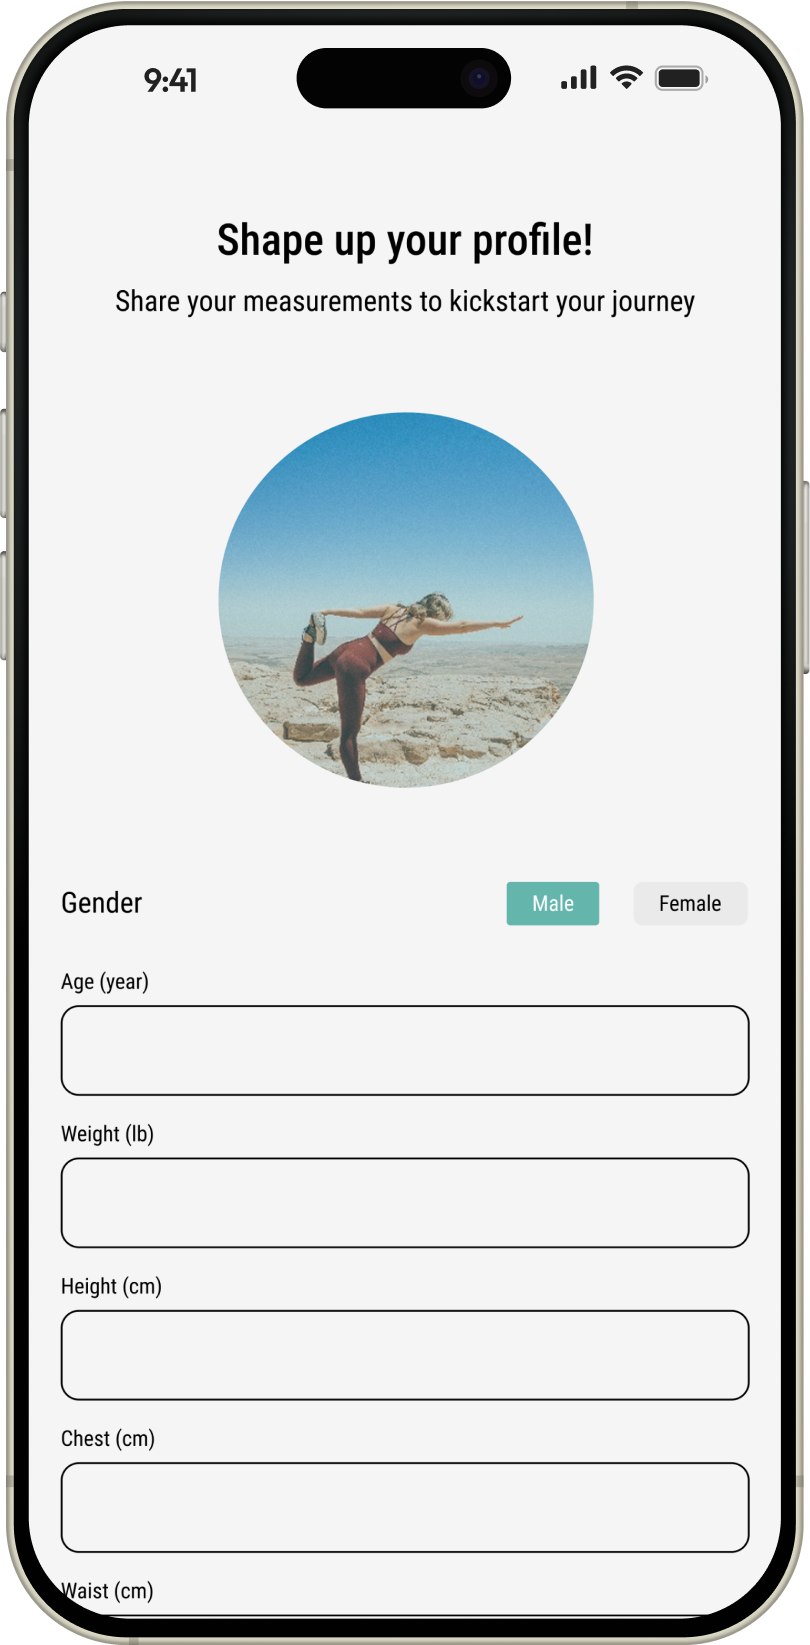 9:41
Shape up your profile!
Share your measurements to kickstart your journey
Gender Male Female
Age (year)
Weight (lb)
Height (cm)
Chest (cm)
Waist (cm)